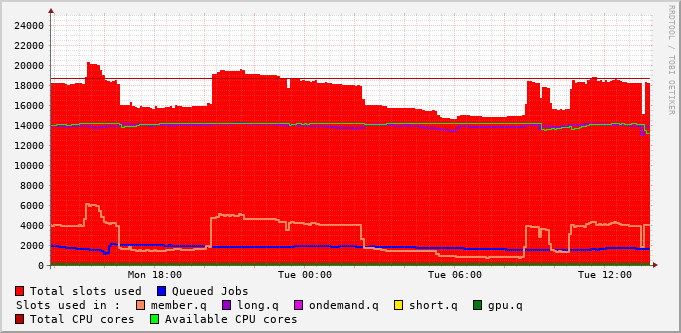 24000
22000
20000
18000
16000
14000
12000
10000
8000
6000
4000
2000
0
Mon 18:00 Tue 00:00 Tue 06:00 Tue 12:00
Total slots used Queued Jobs
Slots used in : member.q long.q ondemand.q short.q gpu.q
Total CPU cores Available CPU cores
RRDTOOL / TOBI OETIKER